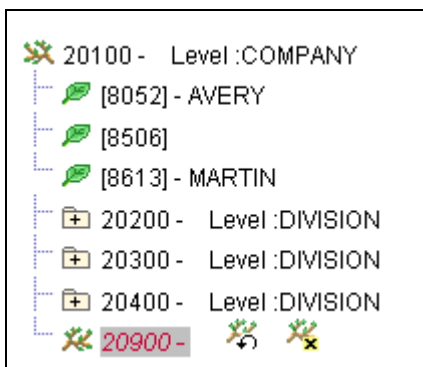 20100 - Level :COMPANY
[8052] - AVERY
[8506]
[8613] - MARTIN
20200 - Level :DIVISION
20300 - Level :DIVISION
20400 - Level :DIVISION
20900 -